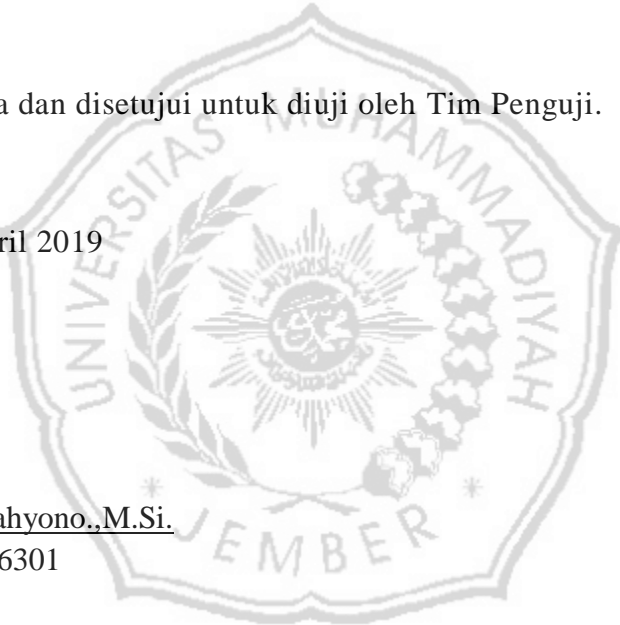 a dan disetujui untuk diuji oleh Tim Penguji.
ril 2019
ahyono.,M.Si.
6301
UNIVERSITAS MUHAMMADIYAH
JEMBER